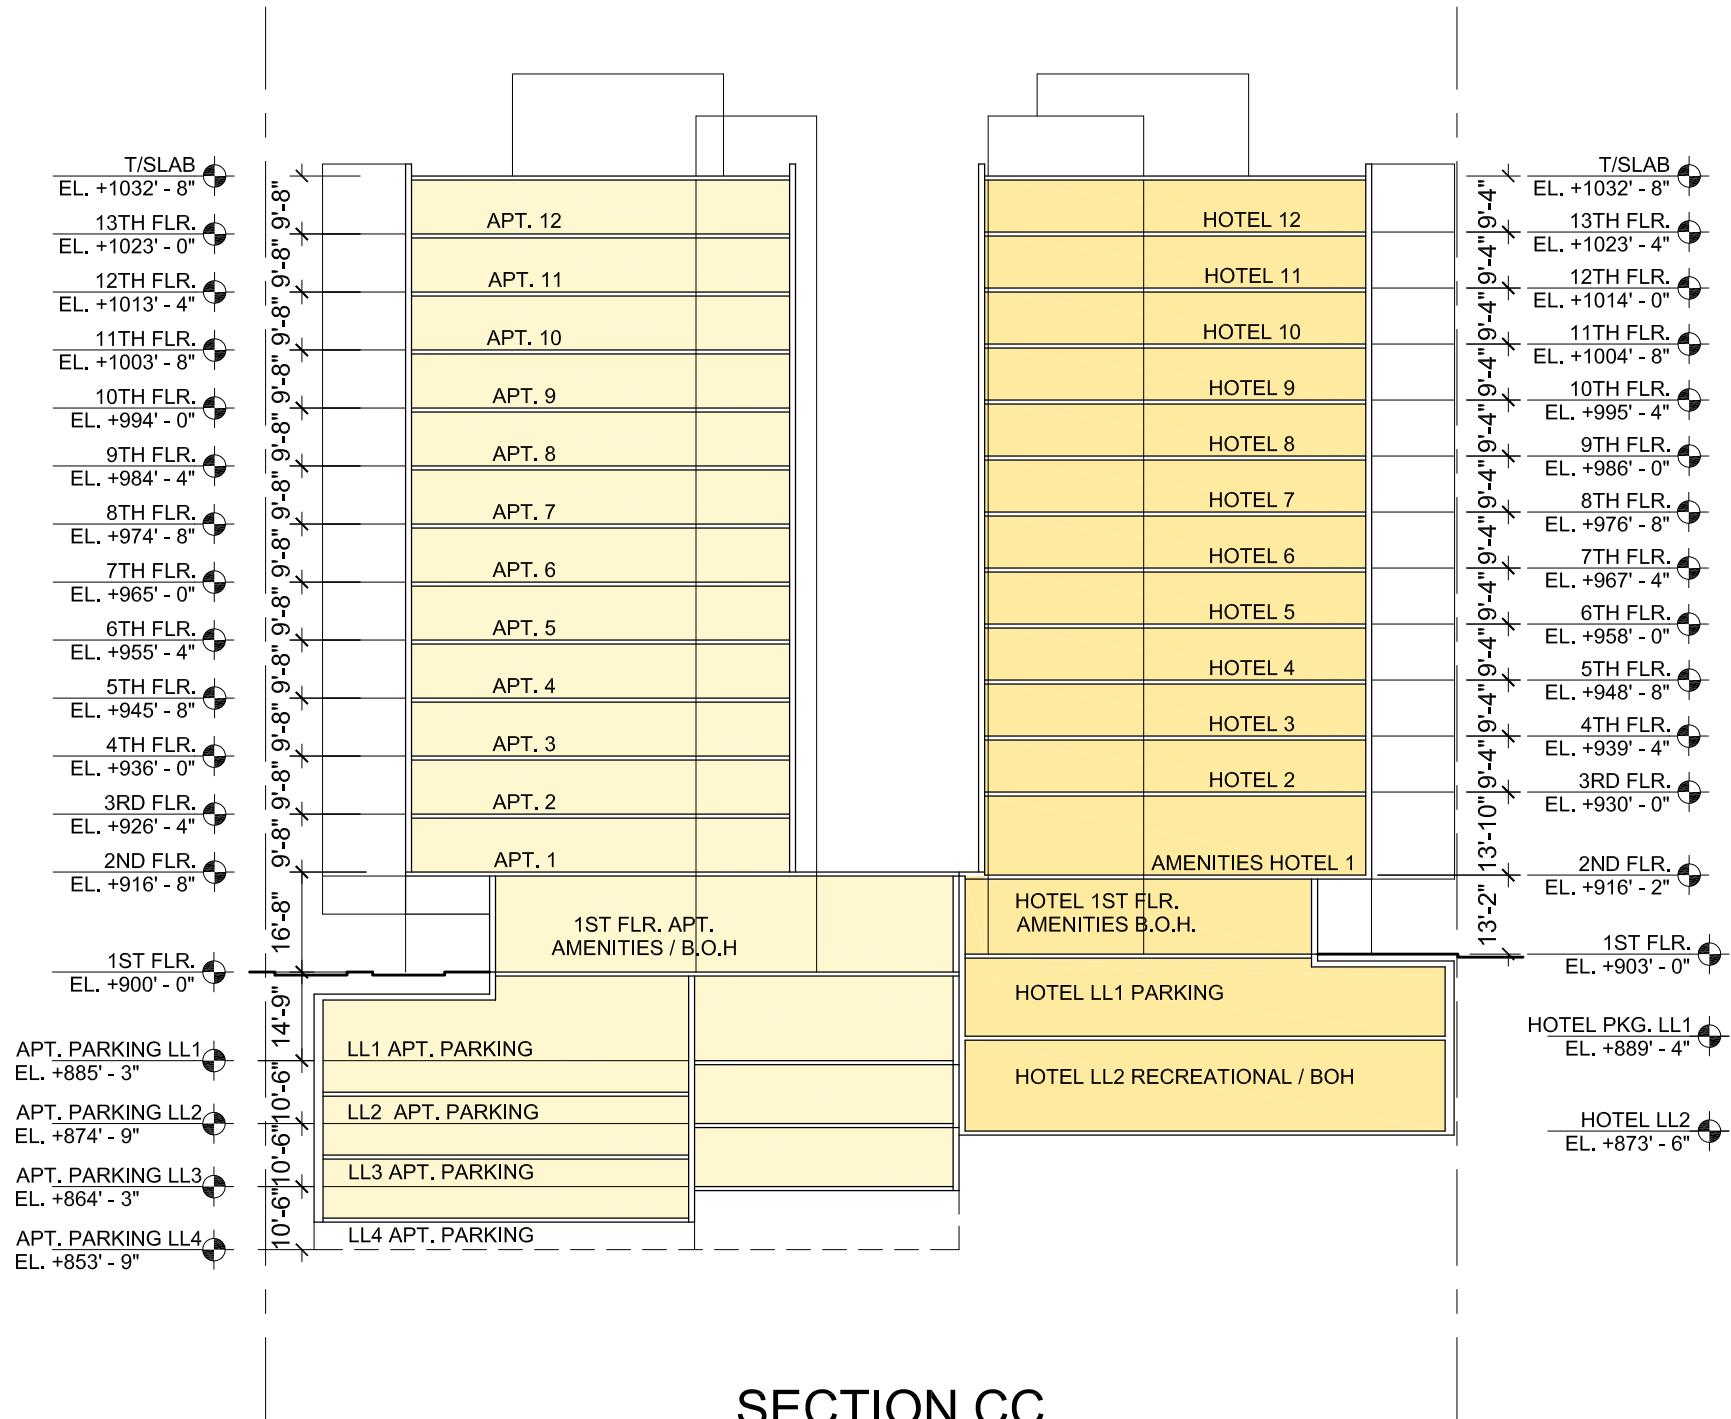 T/SLAB
EL. +1032' - 8"
13TH FLR.
EL. +1023' - 0"
12TH FLR.
EL. +1013' - 4"
11TH FLR.
EL. +1003' - 8"
10TH FLR.
EL. +994' - 0"
9TH FLR.
EL. +984' - 4"
8TH FLR.
EL. +974' - 8"
7TH FLR.
EL. +965' - 0"
6TH FLR.
EL. +955' - 4"
5TH FLR.
EL. +945' - 8"
4TH FLR.
EL. +936' - 0"
3RD FLR.
EL. +926' - 4"
2ND FLR.
EL. +916' - 8"
1ST FLR.
EL. +900' - 0"
APT. PARKING LL1
EL. +885' - 3"
APT. PARKING LL2
EL. +874' - 9"
APT. PARKING LL3
EL. +864' - 3"
APT. PARKING LL4
EL. +853' - 9"
9'-8"
9'-8"
9'-8"
9'-8"
9'-8"
9'-8"
9'-8"
9'-8"
9'-8"
9'-8"
9'-8"
9'-8"
16'-8"
14'-9"
10'-6"
10'-6"
10'-6"
APT. 12
APT. 11
APT. 10
APT. 9
APT. 8
APT. 7
APT. 6
APT. 5
APT. 4
APT. 3
APT. 2
APT. 1
1ST FLR. APT.
AMENITIES / B.O.H
LL1 APT. PARKING
LL2 APT. PARKING
LL3 APT. PARKING
LL4 APT. PARKING
HOTEL 12
HOTEL 11
HOTEL 10
HOTEL 9
HOTEL 8
HOTEL 7
HOTEL 6
HOTEL 5
HOTEL 4
HOTEL 3
HOTEL 2
AMENITIES HOTEL 1
HOTEL 1ST FLR.
AMENITIES B.O.H.
HOTEL LL1 PARKING
HOTEL LL2 RECREATIONAL / BOH
9'-4"
9'-4"
9'-4"
9'-4"
9'-4"
9'-4"
9'-4"
9'-4"
9'-4"
9'-4"
9'-4"
13'-10"
13'-2"
T/SLAB
EL. +1032' - 8"
13TH FLR.
EL. +1023' - 4"
12TH FLR.
EL. +1014' - 0"
11TH FLR.
EL. +1004' - 8"
10TH FLR.
EL. +995' - 4"
9TH FLR.
EL. +986' - 0"
8TH FLR.
EL. +976' - 8"
7TH FLR.
EL. +967' - 4"
6TH FLR.
EL. +958' - 0"
5TH FLR.
EL. +948' - 8"
4TH FLR.
EL. +939' - 4"
3RD FLR.
EL. +930' - 0"
2ND FLR.
EL. +916' - 2"
1ST FLR.
EL. +903' - 0"
HOTEL PKG. LL1
EL. +889' - 4"
HOTEL LL2
EL. +873' - 6"
SECTION CC